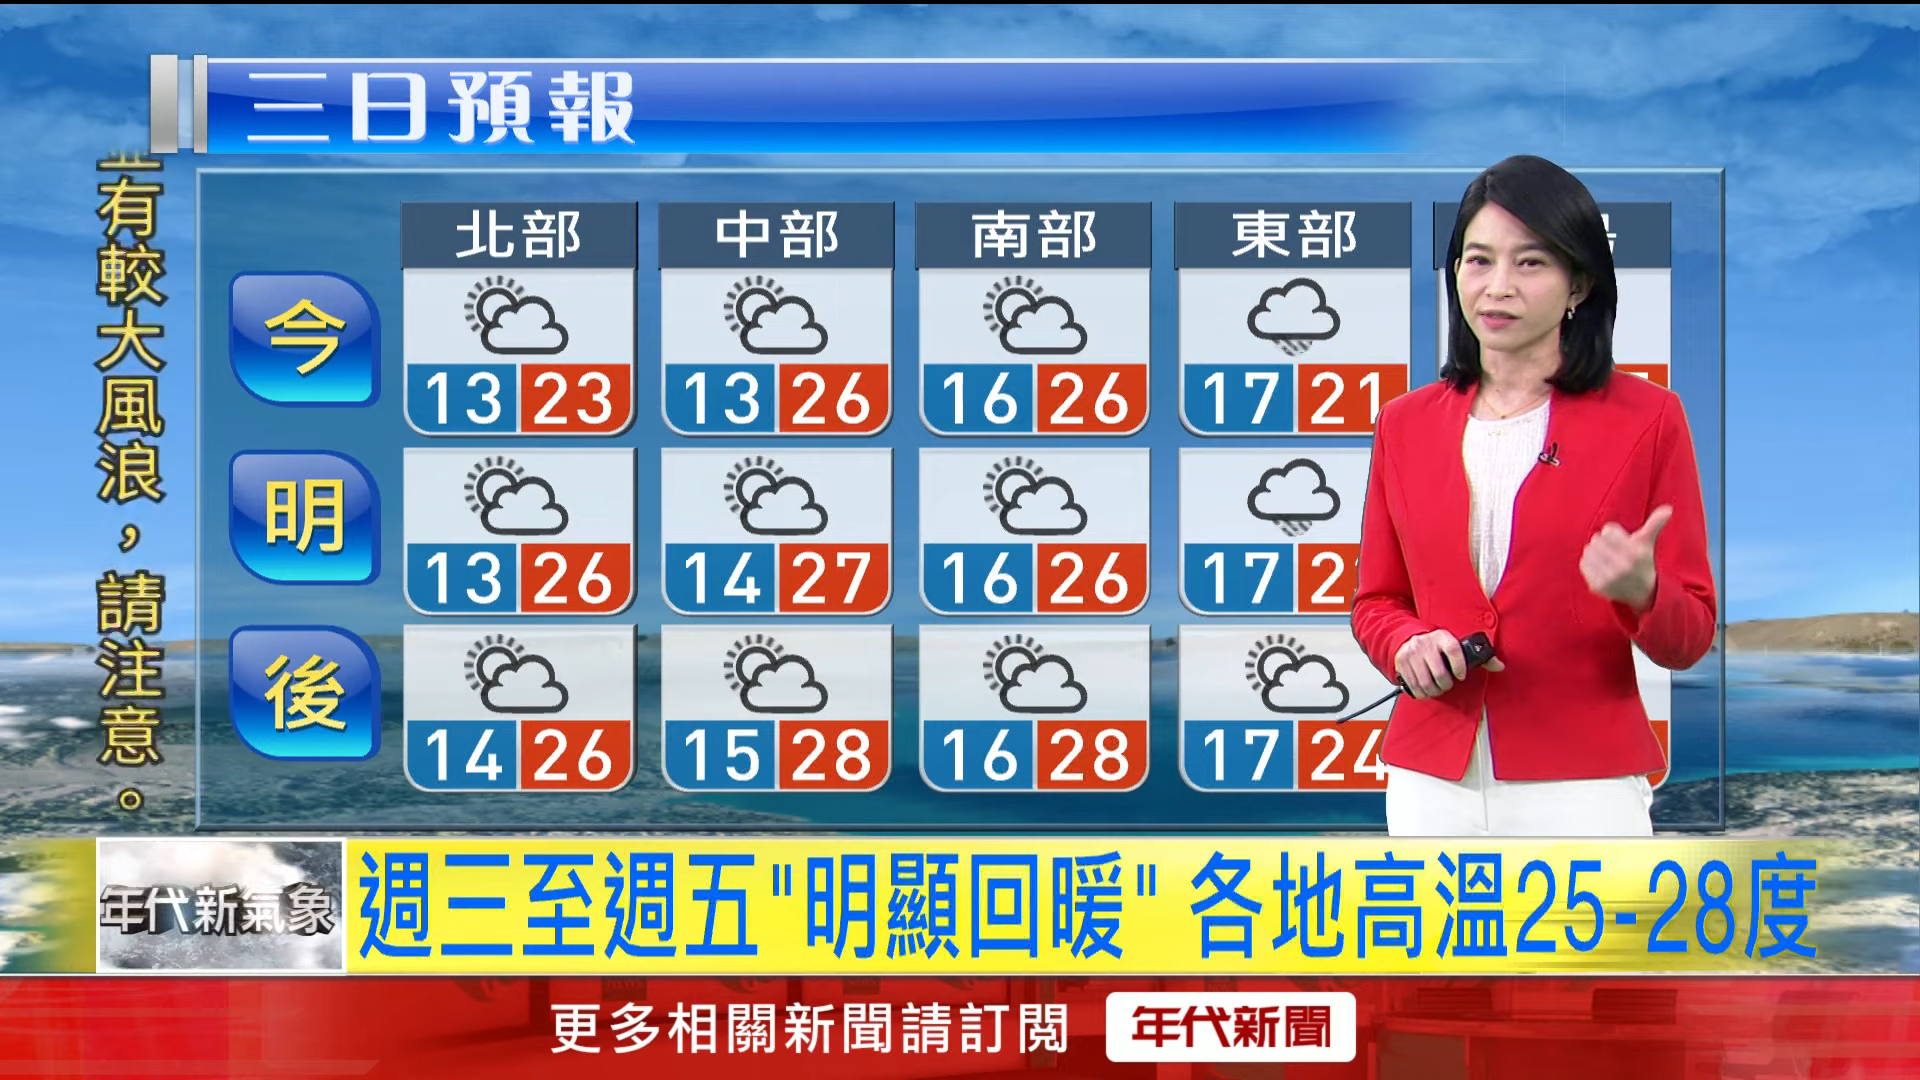 三日預報
有較大風浪，請注意。
北部 中部 南部 東部
今 13 23 13 26 16 26 17 21
明 13 26 14 27 16 26 17
後 14 26 15 28 16 28 17 24
年代新氣象
週三至週五"明顯回暖" 各地高溫25-28度
更多相關新聞請訂閱 年代新聞